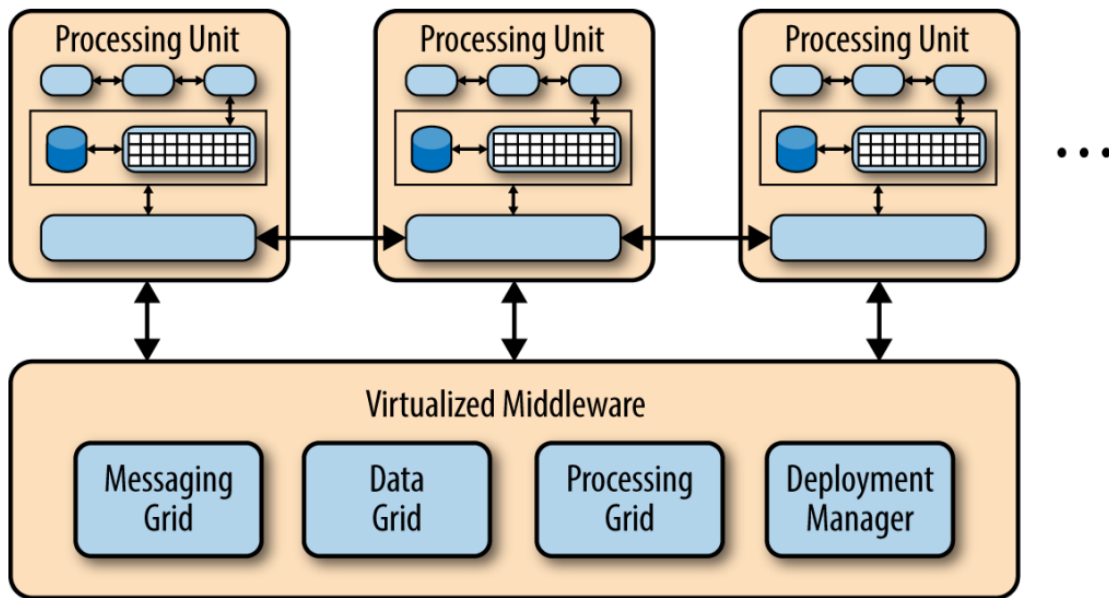 Processing Unit
Processing Unit
Processing Unit
...
Virtualized Middleware
Messaging
Grid
Data
Grid
Processing
Grid
Deployment
Manager